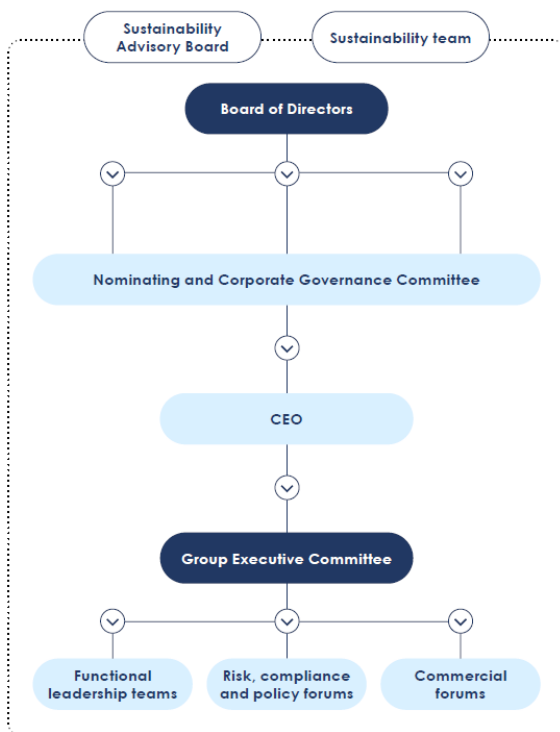 Sustainability
Advisory Board
Sustainability team
Board of Directors
Nominating and Corporate Governance Committee
CEO
Group Executive Committee
Functional
leadership teams
Risk, compliance
and policy forums
Commercial
forums